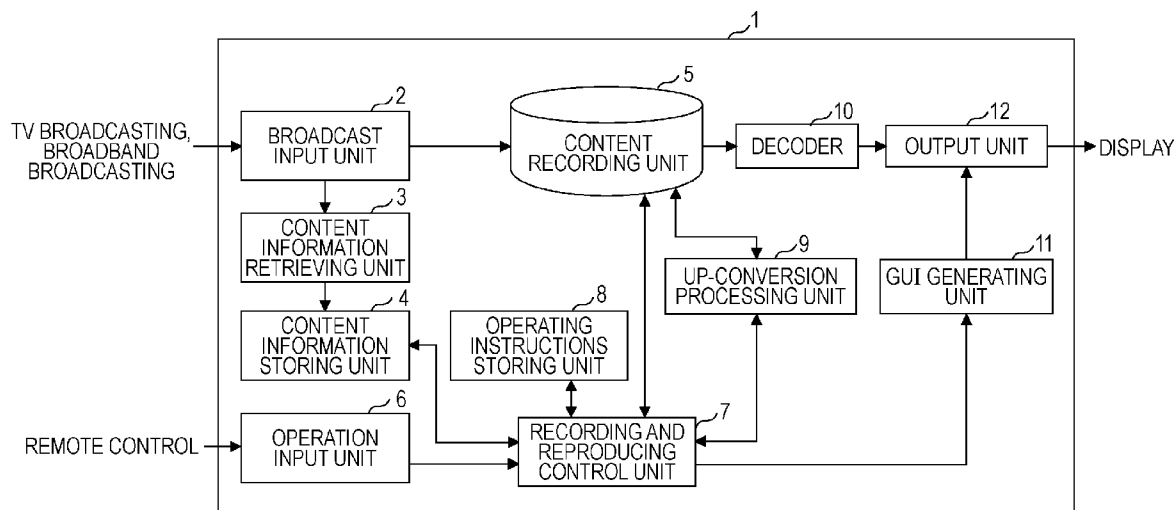 1
TV BROADCASTING,
BROADBAND
BROADCASTING
2
BROADCAST
INPUT UNIT
5
CONTENT
RECORDING UNIT
10
DECODER
12
OUTPUT UNIT
DISPLAY
3
CONTENT
INFORMATION
RETRIEVING UNIT
9
UP-CONVERSION
PROCESSING UNIT
11
GUI GENERATING
UNIT
4
CONTENT
INFORMATION
STORING UNIT
8
OPERATING
INSTRUCTIONS
STORING UNIT
REMOTE CONTROL
6
OPERATION
INPUT UNIT
7
RECORDING AND
REPRODUCING
CONTROL UNIT